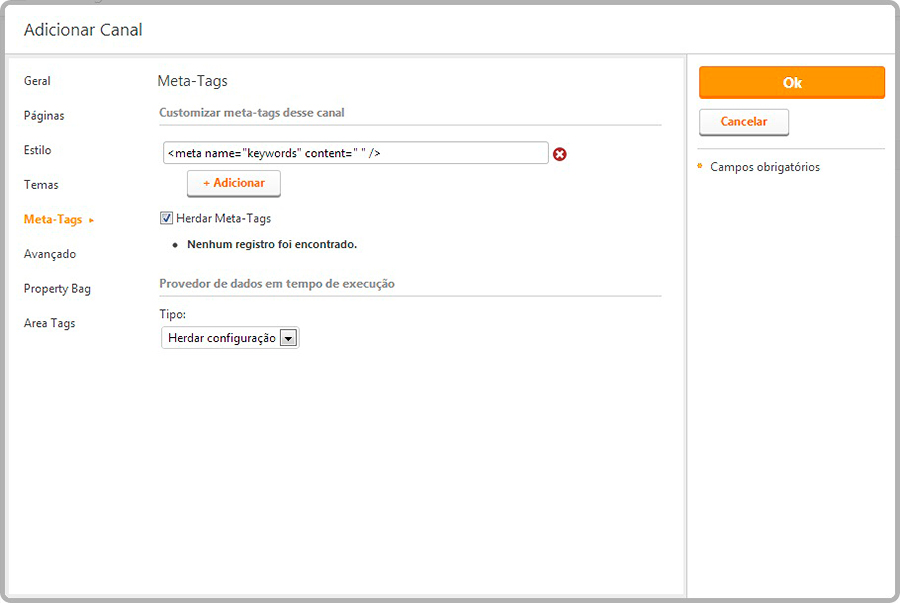 Adicionar Canal
Geral
Páginas
Estilo
Temas
Meta-Tags ▸
Avançado
Property Bag
Area Tags
Meta-Tags
Customizar meta-tags desse canal
<meta name="keywords" content=" " />
+ Adicionar
Herdar Meta-Tags
• Nenhum registro foi encontrado.
Provedor de dados em tempo de execução
Tipo:
Herdar configuração
Ok
Cancelar
* Campos obrigatórios